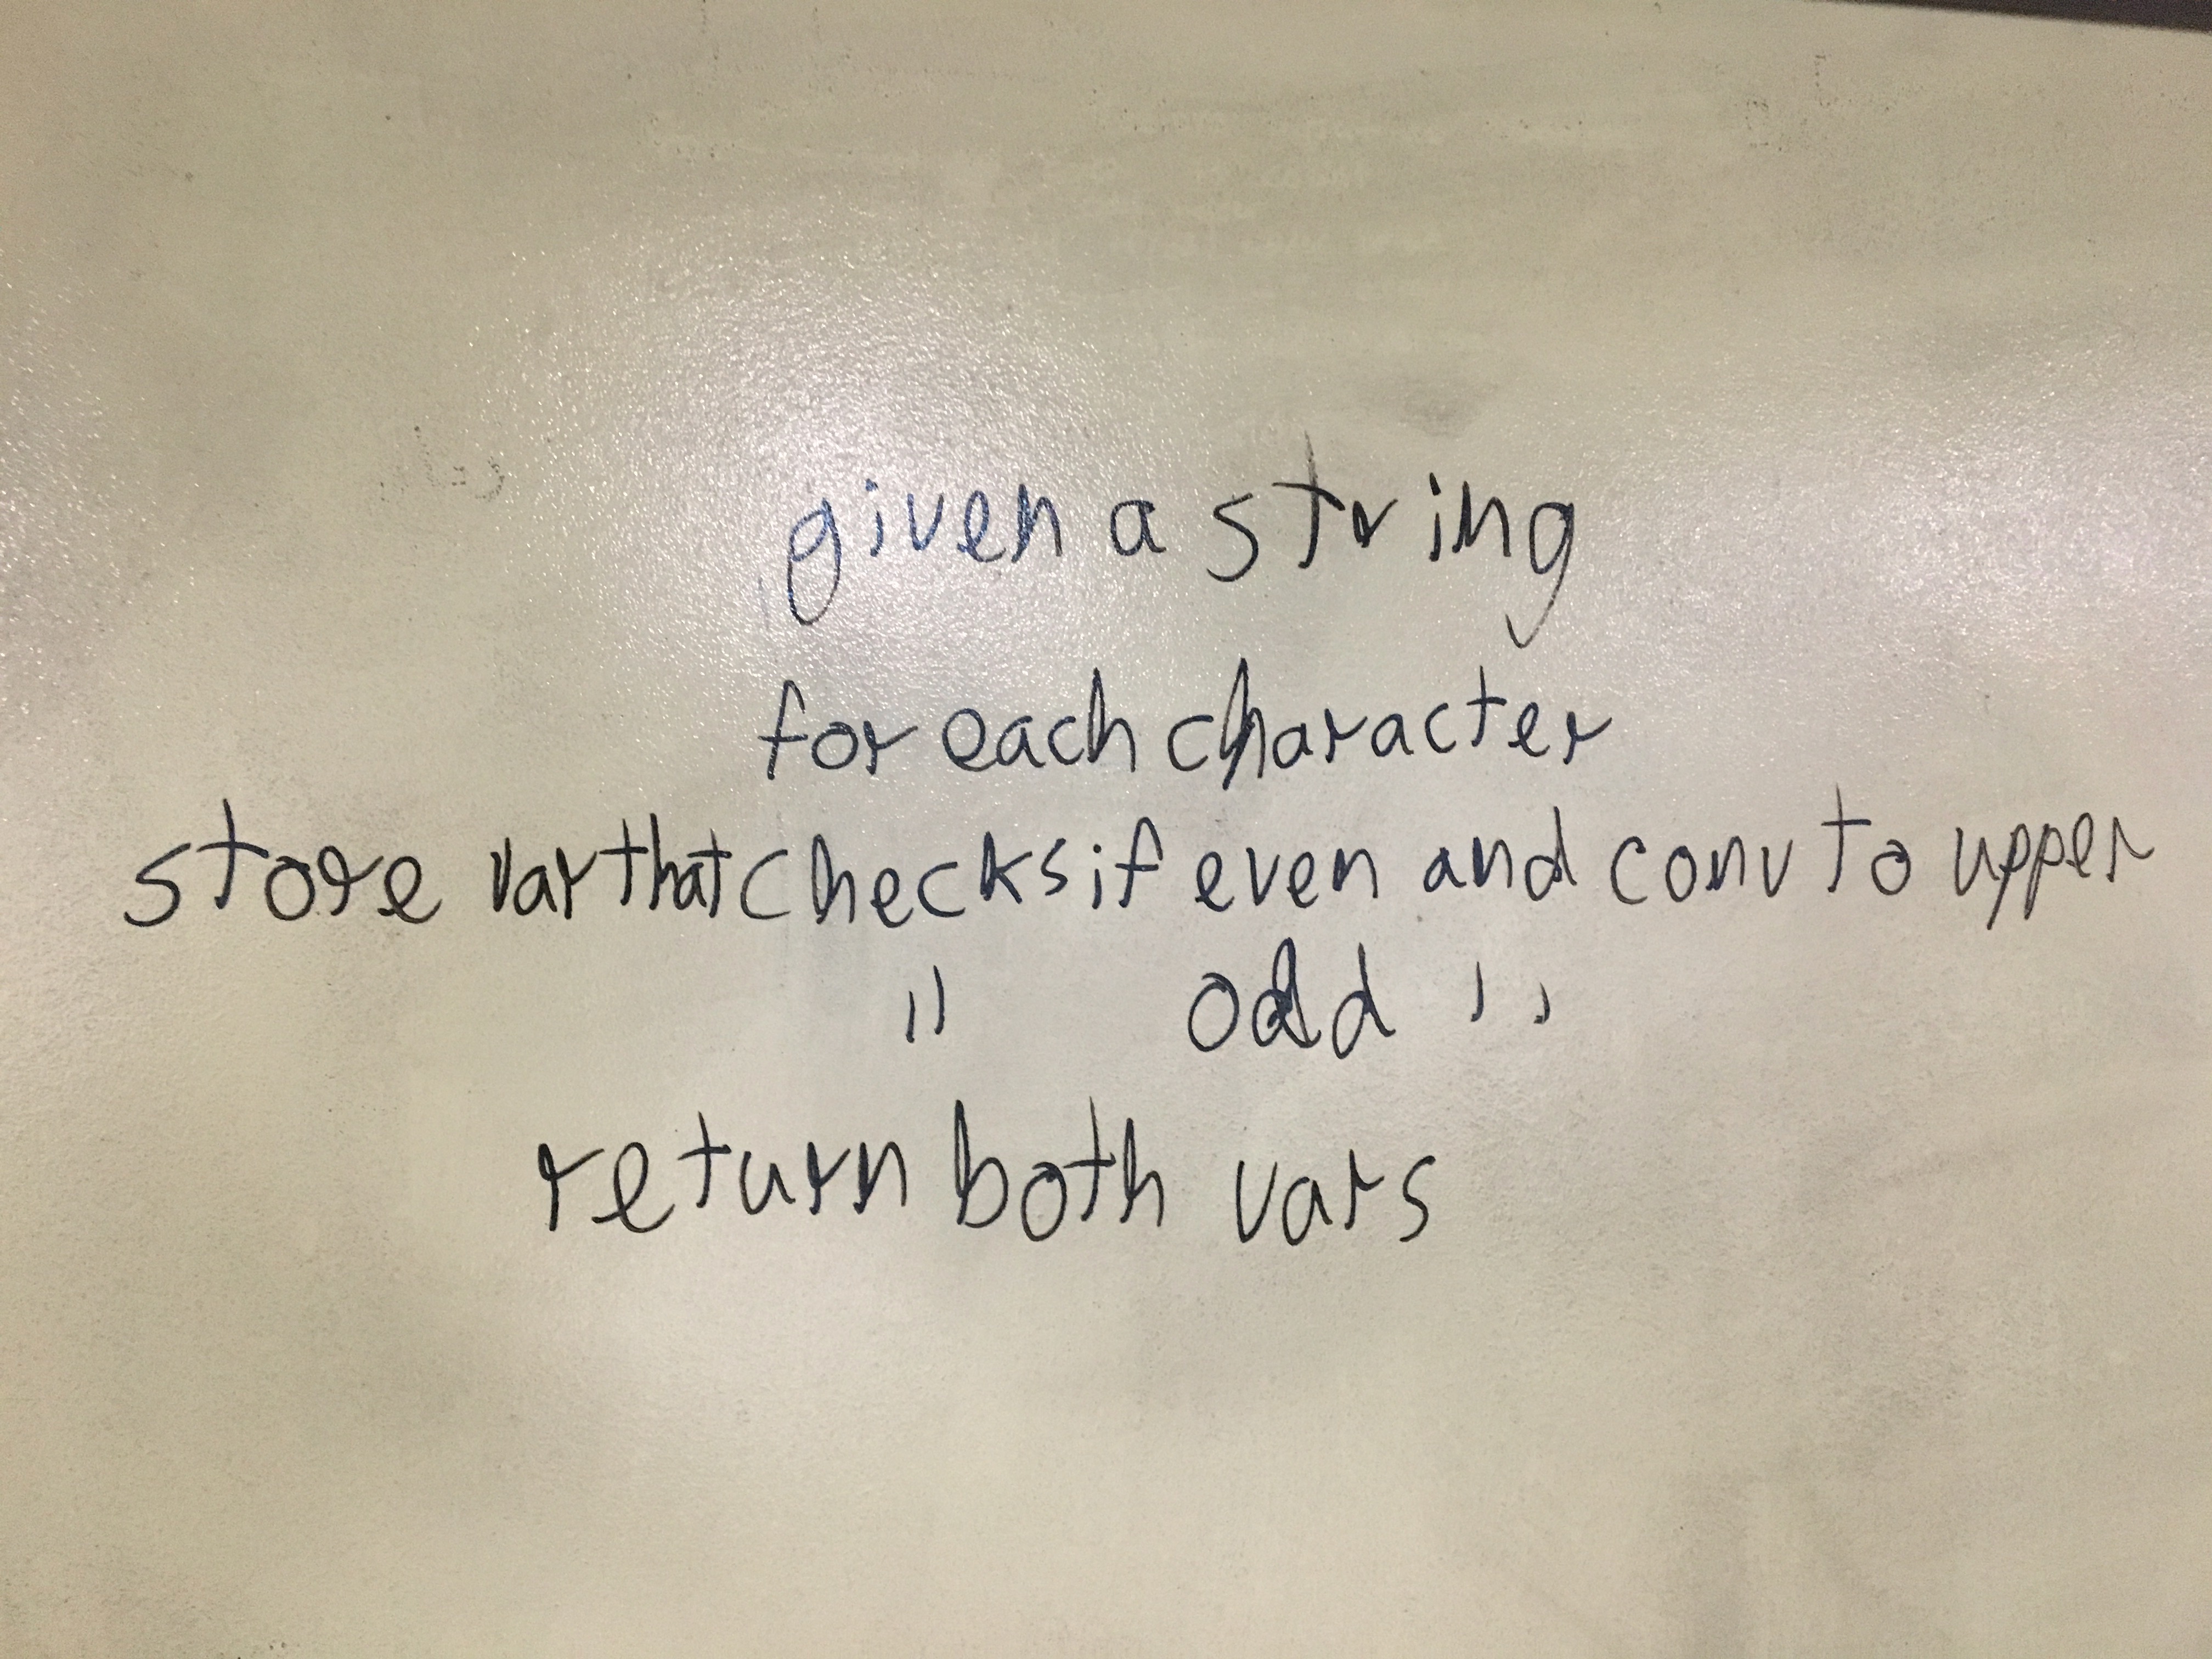 given a string
for each character
store var that checks if even and conv to upper
" odd "
return both vars